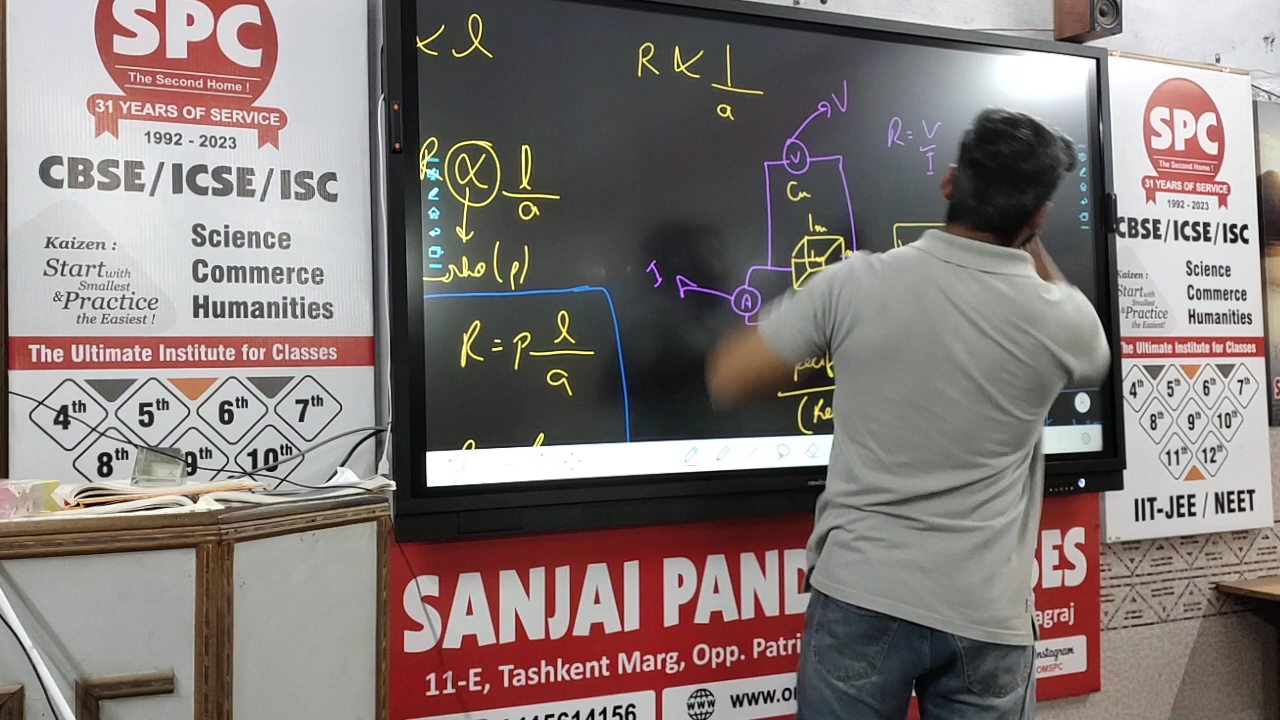 SPC
The Second Home !
31 YEARS OF SERVICE
1992 - 2023
CBSE/ICSE/ISC
Kaizen :
Start with
Smallest
& Practice
the Easiest !
Science
Commerce
Humanities
The Ultimate Institute for Classes
4th 5th 6th 7th
8th 9th 10th
∝ l
R ∝ 1/a
R ∝ l/a
rho (ρ)
R = ρ l/a
V
V
Cu
1m
I
A
R = V/I
SPC
The Second Home !
31 YEARS OF SERVICE
1992 - 2023
CBSE/ICSE/ISC
Kaizen :
Start with
Smallest
& Practice
the Easiest!
Science
Commerce
Humanities
The Ultimate Institute for Classes
4th 5th 6th 7th
8th 9th 10th
11th 12th
IIT-JEE / NEET
SANJAI PAND SES
11-E, Tashkent Marg, Opp. Patri agraj
www.o
Instagram
OMSPC